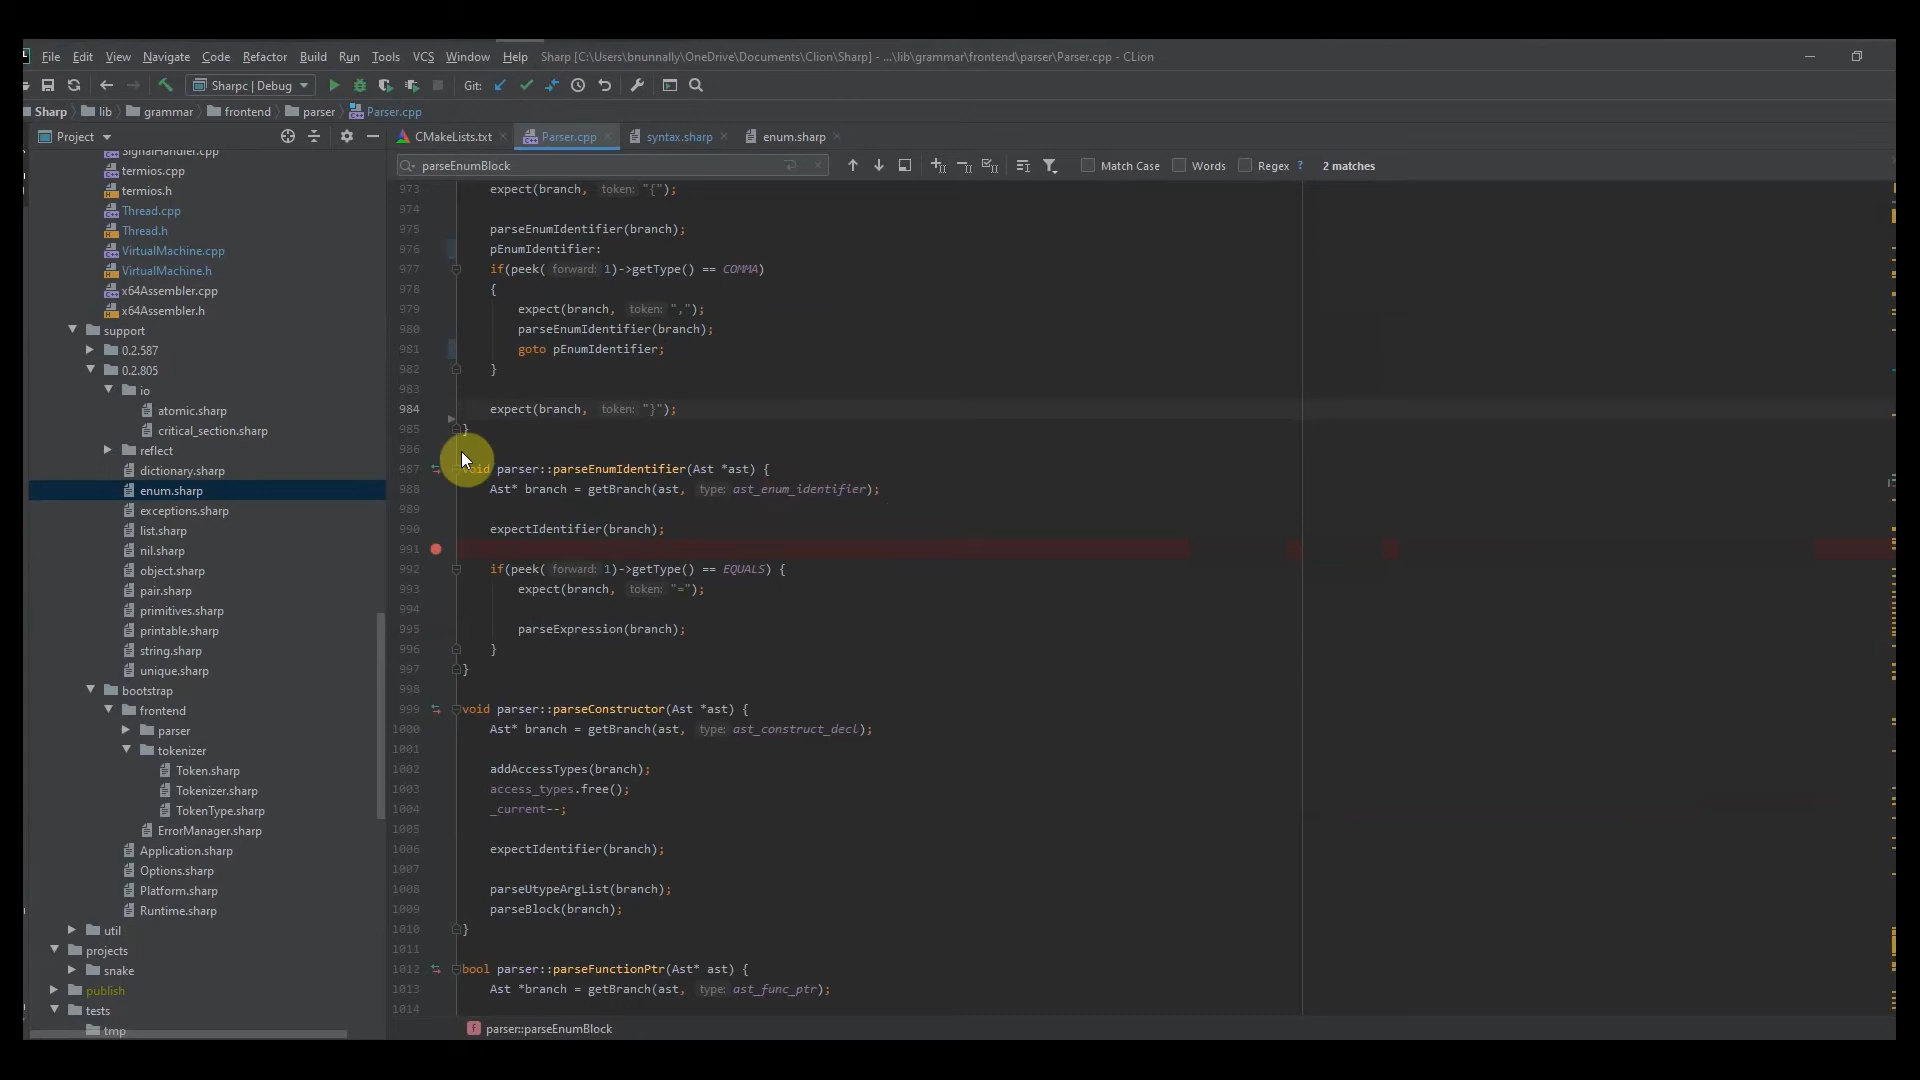 File Edit View Navigate Code Refactor Build Run Tools VCS Window Help Sharp [C:\Users\bnunnally\OneDrive\Documents\Clion\Sharp] - ...\lib\grammar\frontend\parser\Parser.cpp - CLion
Sharpc | Debug Git:
Sharp lib grammar frontend parser Parser.cpp
Project CMakeLists.txt Parser.cpp syntax.sharp enum.sharp
parseEnumBlock Match Case Words Regex ? 2 matches
SignalHandler.cpp
termios.cpp
termios.h
Thread.cpp
Thread.h
VirtualMachine.cpp
VirtualMachine.h
x64Assembler.cpp
x64Assembler.h
support
0.2.587
0.2.805
io
atomic.sharp
critical_section.sharp
reflect
dictionary.sharp
enum.sharp
exceptions.sharp
list.sharp
nil.sharp
object.sharp
pair.sharp
primitives.sharp
printable.sharp
string.sharp
unique.sharp
bootstrap
frontend
parser
tokenizer
Token.sharp
Tokenizer.sharp
TokenType.sharp
ErrorManager.sharp
Application.sharp
Options.sharp
Platform.sharp
Runtime.sharp
util
projects
snake
publish
tests
tmp
973 expect(branch, token: "{");
974
975 parseEnumIdentifier(branch);
976 pEnumIdentifier:
977 if(peek( forward: 1)->getType() == COMMA)
978 {
979 expect(branch, token: ",");
980 parseEnumIdentifier(branch);
981 goto pEnumIdentifier;
982 }
983
984 expect(branch, token: "}");
985 }
986
987 void parser::parseEnumIdentifier(Ast *ast) {
988 Ast* branch = getBranch(ast, type: ast_enum_identifier);
989
990 expectIdentifier(branch);
991
992 if(peek( forward: 1)->getType() == EQUALS) {
993 expect(branch, token: "=");
994
995 parseExpression(branch);
996 }
997 }
998
999 void parser::parseConstructor(Ast *ast) {
1000 Ast* branch = getBranch(ast, type: ast_construct_decl);
1001
1002 addAccessTypes(branch);
1003 access_types.free();
1004 _current--;
1005
1006 expectIdentifier(branch);
1007
1008 parseUtypeArgList(branch);
1009 parseBlock(branch);
1010 }
1011
1012 bool parser::parseFunctionPtr(Ast* ast) {
1013 Ast *branch = getBranch(ast, type: ast_func_ptr);
1014
f parser::parseEnumBlock